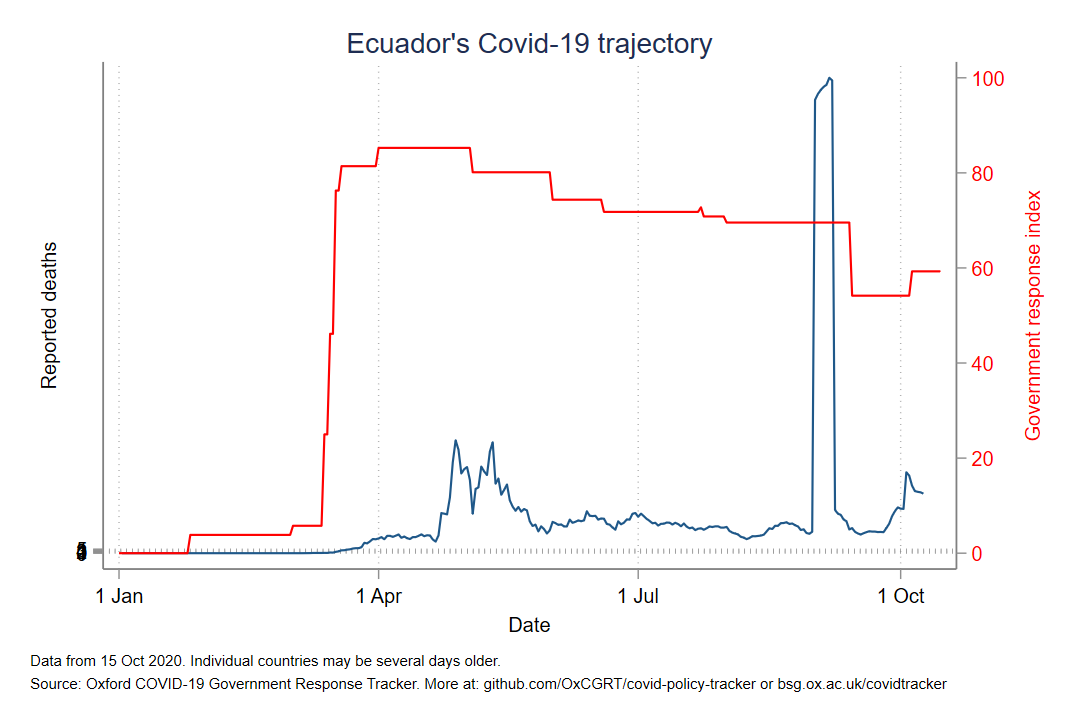 Ecuador's Covid-19 trajectory
100
80
60
40
20
0
Reported deaths
Government response index
1 Jan
1 Apr
1 Jul
1 Oct
Date
Data from 15 Oct 2020. Individual countries may be several days older.
Source: Oxford COVID-19 Government Response Tracker. More at: github.com/OxCGRT/covid-policy-tracker or bsg.ox.ac.uk/covidtracker